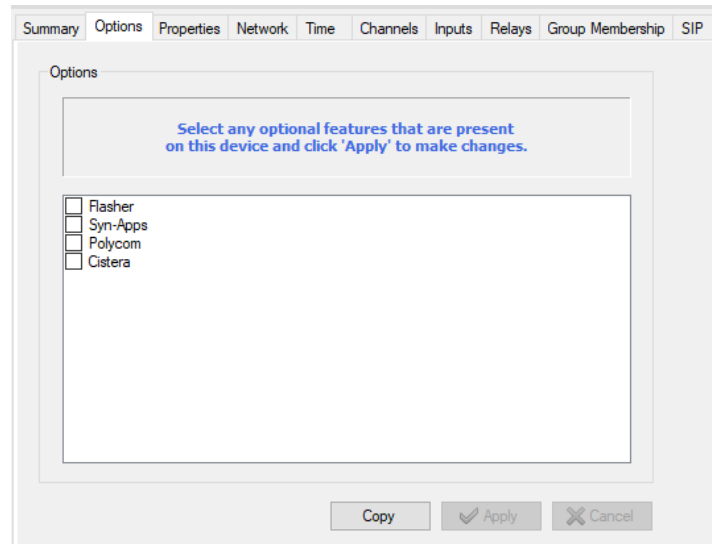 Summary Options Properties Network Time Channels Inputs Relays Group Membership SIP
Options
Select any optional features that are present
on this device and click 'Apply' to make changes.
Flasher
Syn-Apps
Polycom
Cistera
Copy Apply Cancel